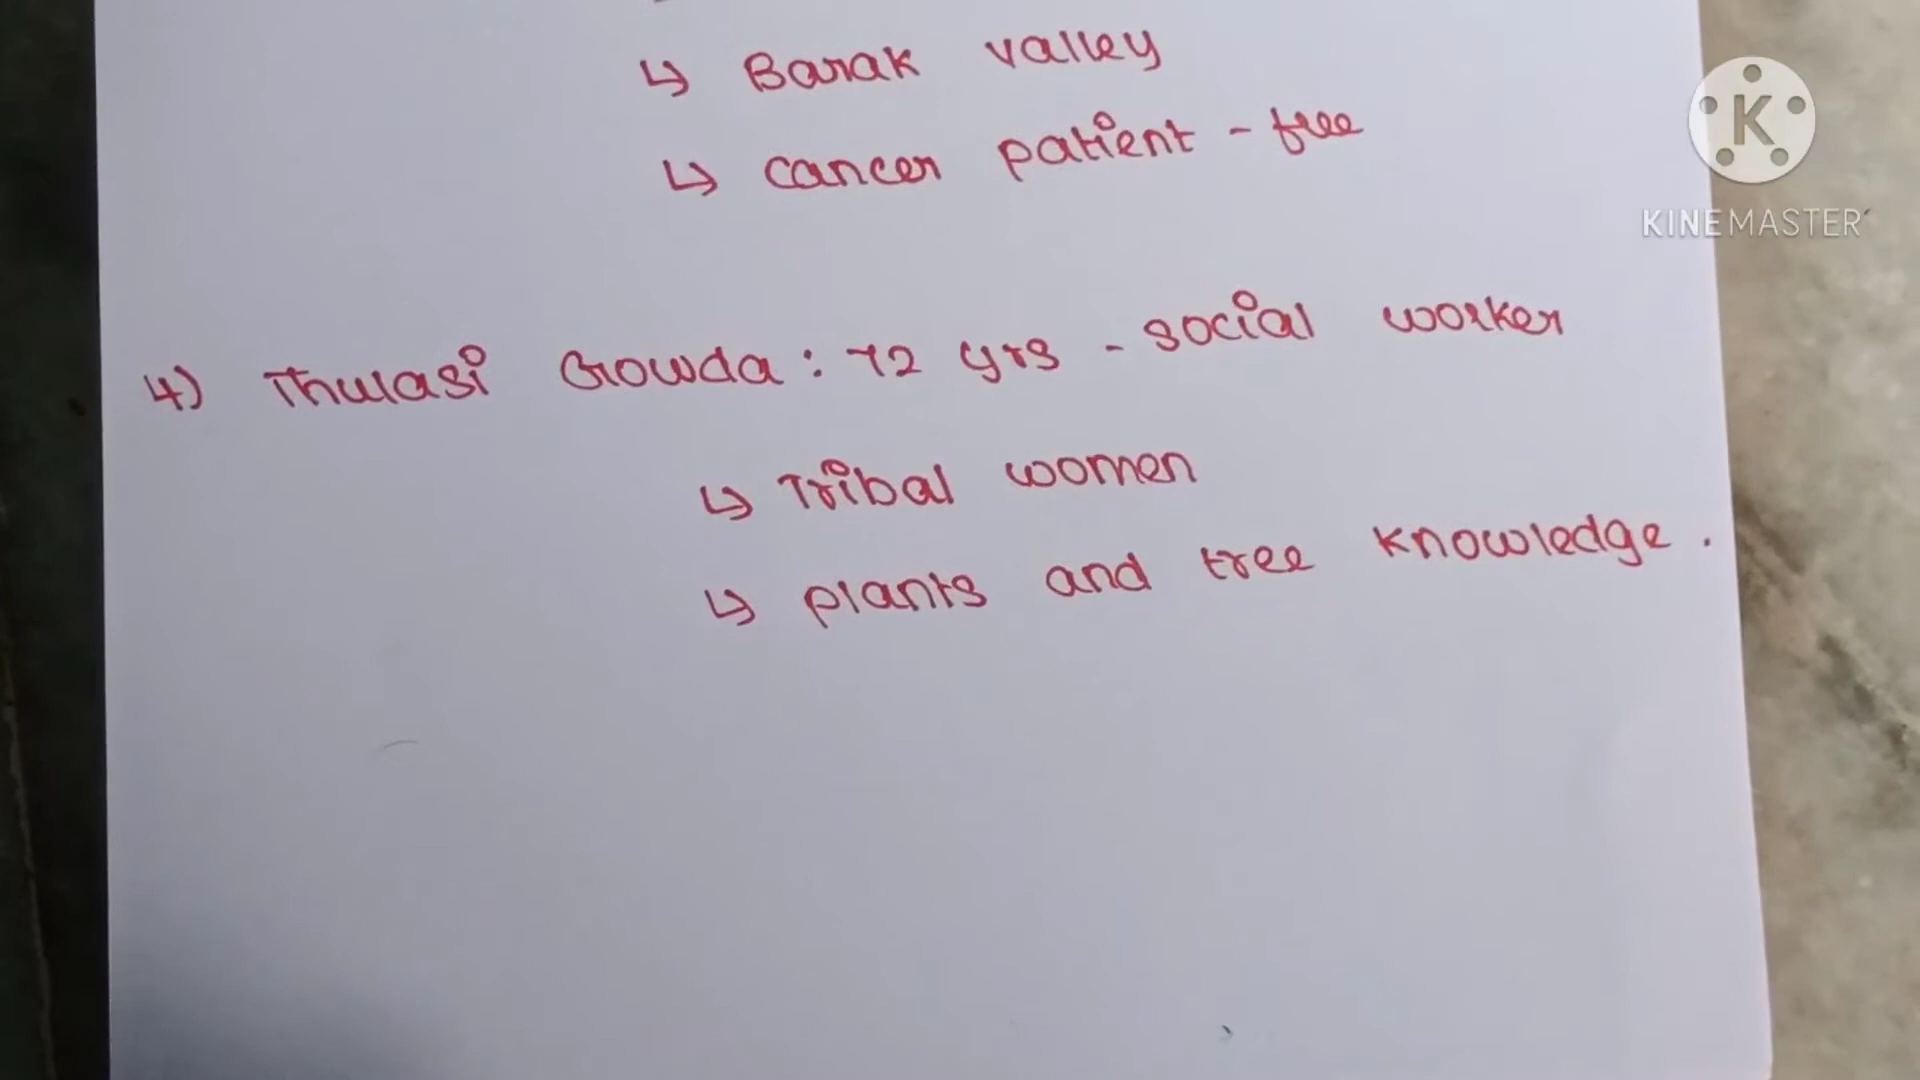 ↳ Barak valley
↳ cancer patient - free
K
KINEMASTER
4) Thulasi Gowda : 72 yrs - social worker
↳ Tribal women
↳ plants and tree knowledge .